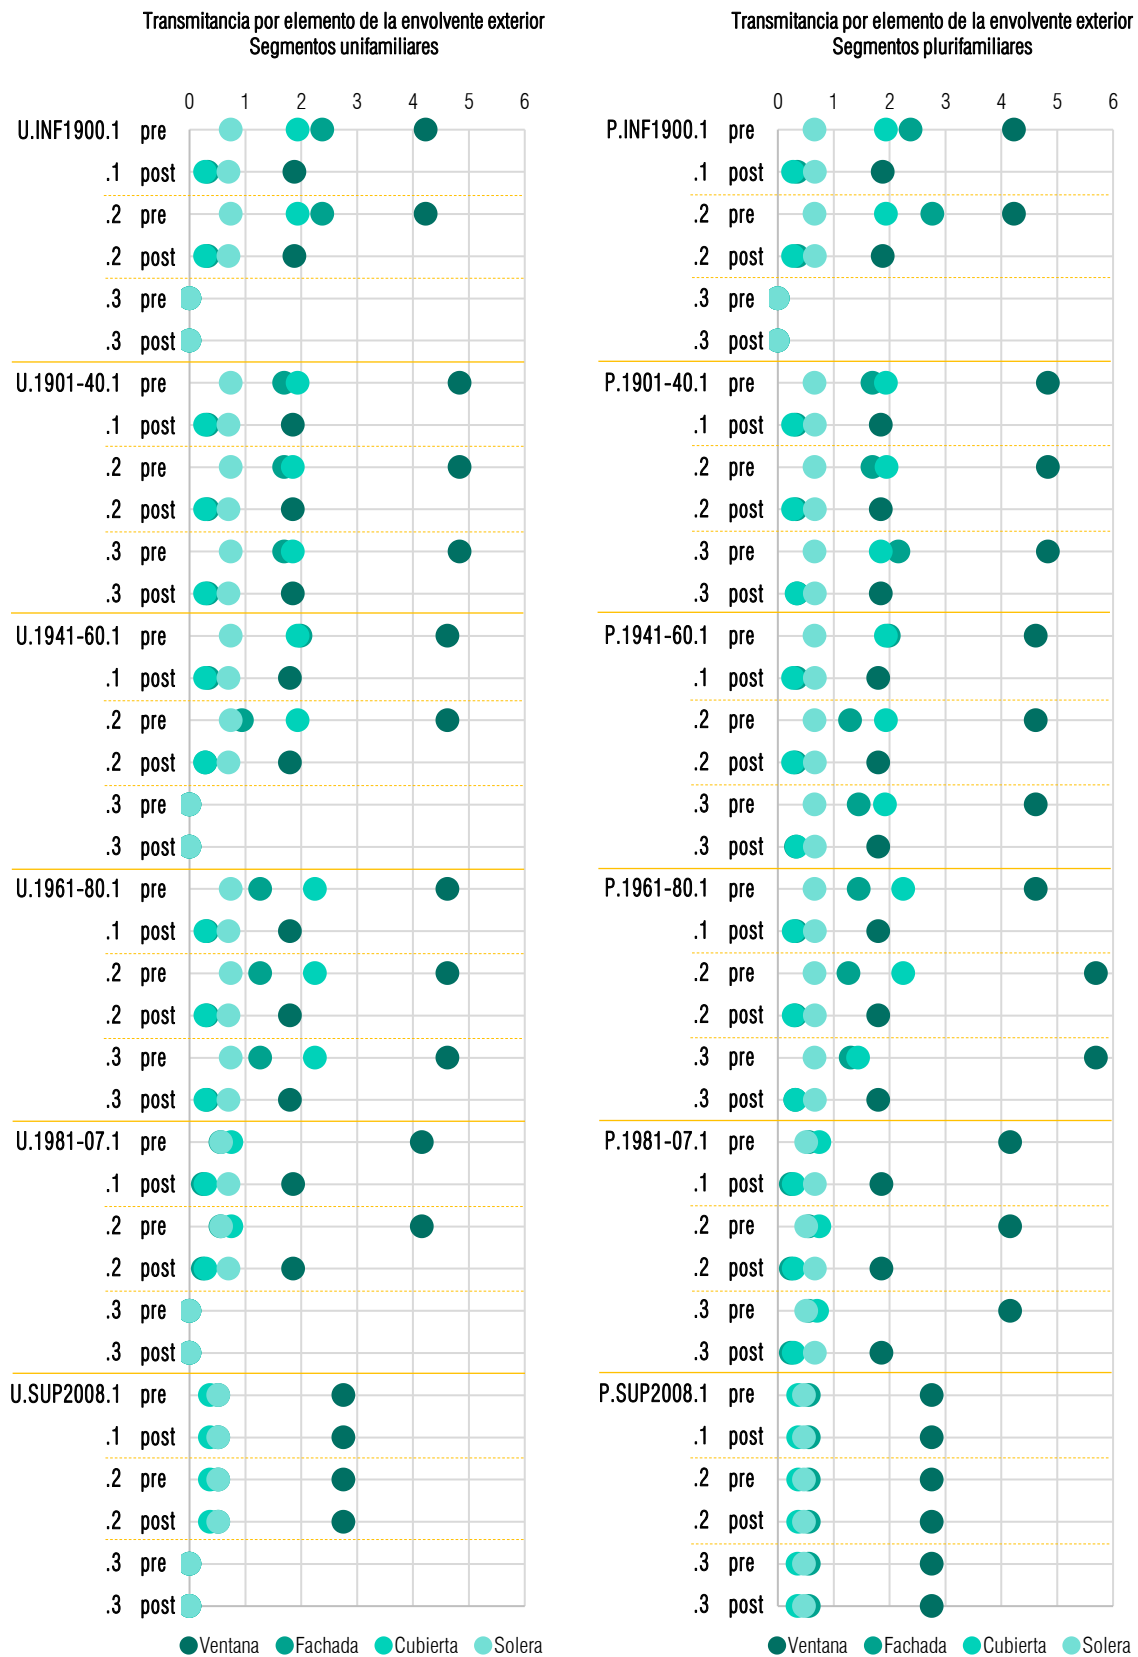 Transmitancia por elemento de la envolvente exterior
Segmentos unifamiliares
0 1 2 3 4 5 6
U.INF1900.1 pre
.1 post
.2 pre
.2 post
.3 pre
.3 post
U.1901-40.1 pre
.1 post
.2 pre
.2 post
.3 pre
.3 post
U.1941-60.1 pre
.1 post
.2 pre
.2 post
.3 pre
.3 post
U.1961-80.1 pre
.1 post
.2 pre
.2 post
.3 pre
.3 post
U.1981-07.1 pre
.1 post
.2 pre
.2 post
.3 pre
.3 post
U.SUP2008.1 pre
.1 post
.2 pre
.2 post
.3 pre
.3 post
Ventana Fachada Cubierta Solera
Transmitancia por elemento de la envolvente exterior
Segmentos plurifamiliares
0 1 2 3 4 5 6
P.INF1900.1 pre
.1 post
.2 pre
.2 post
.3 pre
.3 post
P.1901-40.1 pre
.1 post
.2 pre
.2 post
.3 pre
.3 post
P.1941-60.1 pre
.1 post
.2 pre
.2 post
.3 pre
.3 post
P.1961-80.1 pre
.1 post
.2 pre
.2 post
.3 pre
.3 post
P.1981-07.1 pre
.1 post
.2 pre
.2 post
.3 pre
.3 post
P.SUP2008.1 pre
.1 post
.2 pre
.2 post
.3 pre
.3 post
Ventana Fachada Cubierta Solera